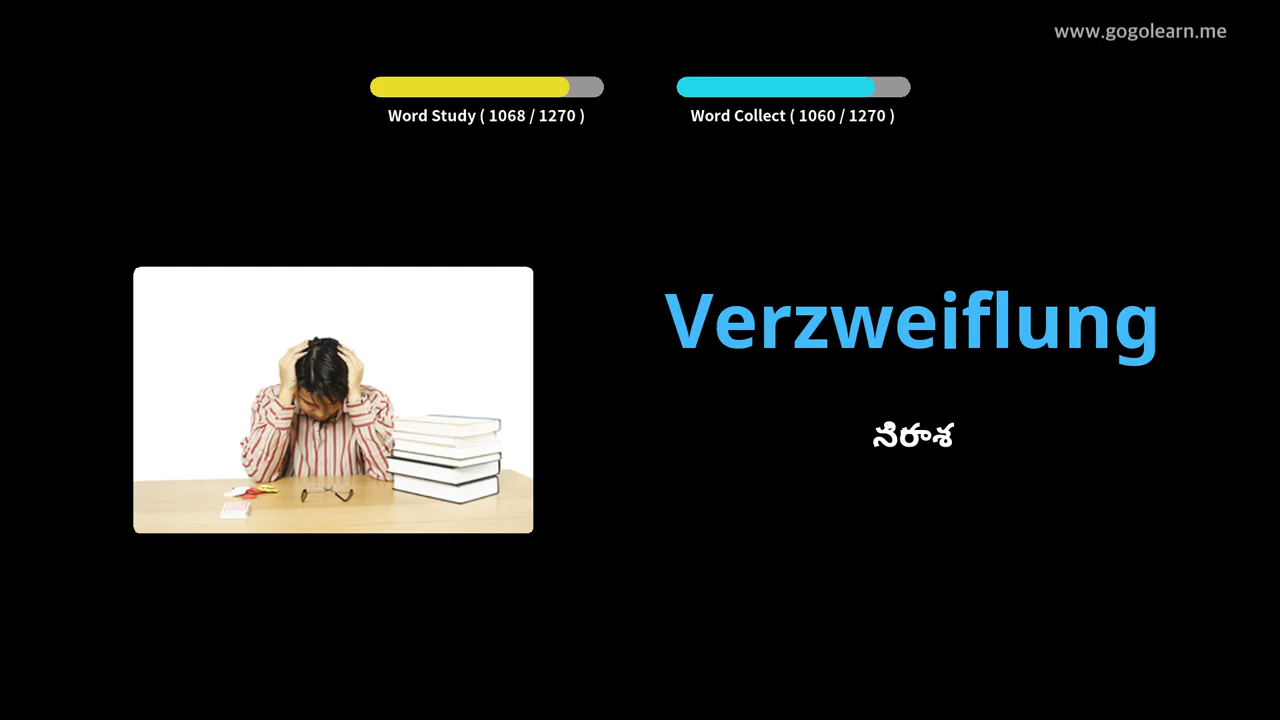 www.gogolearn.me
Word Study ( 1068 / 1270 )
Word Collect ( 1060 / 1270 )
Verzweiflung
నిరాశ